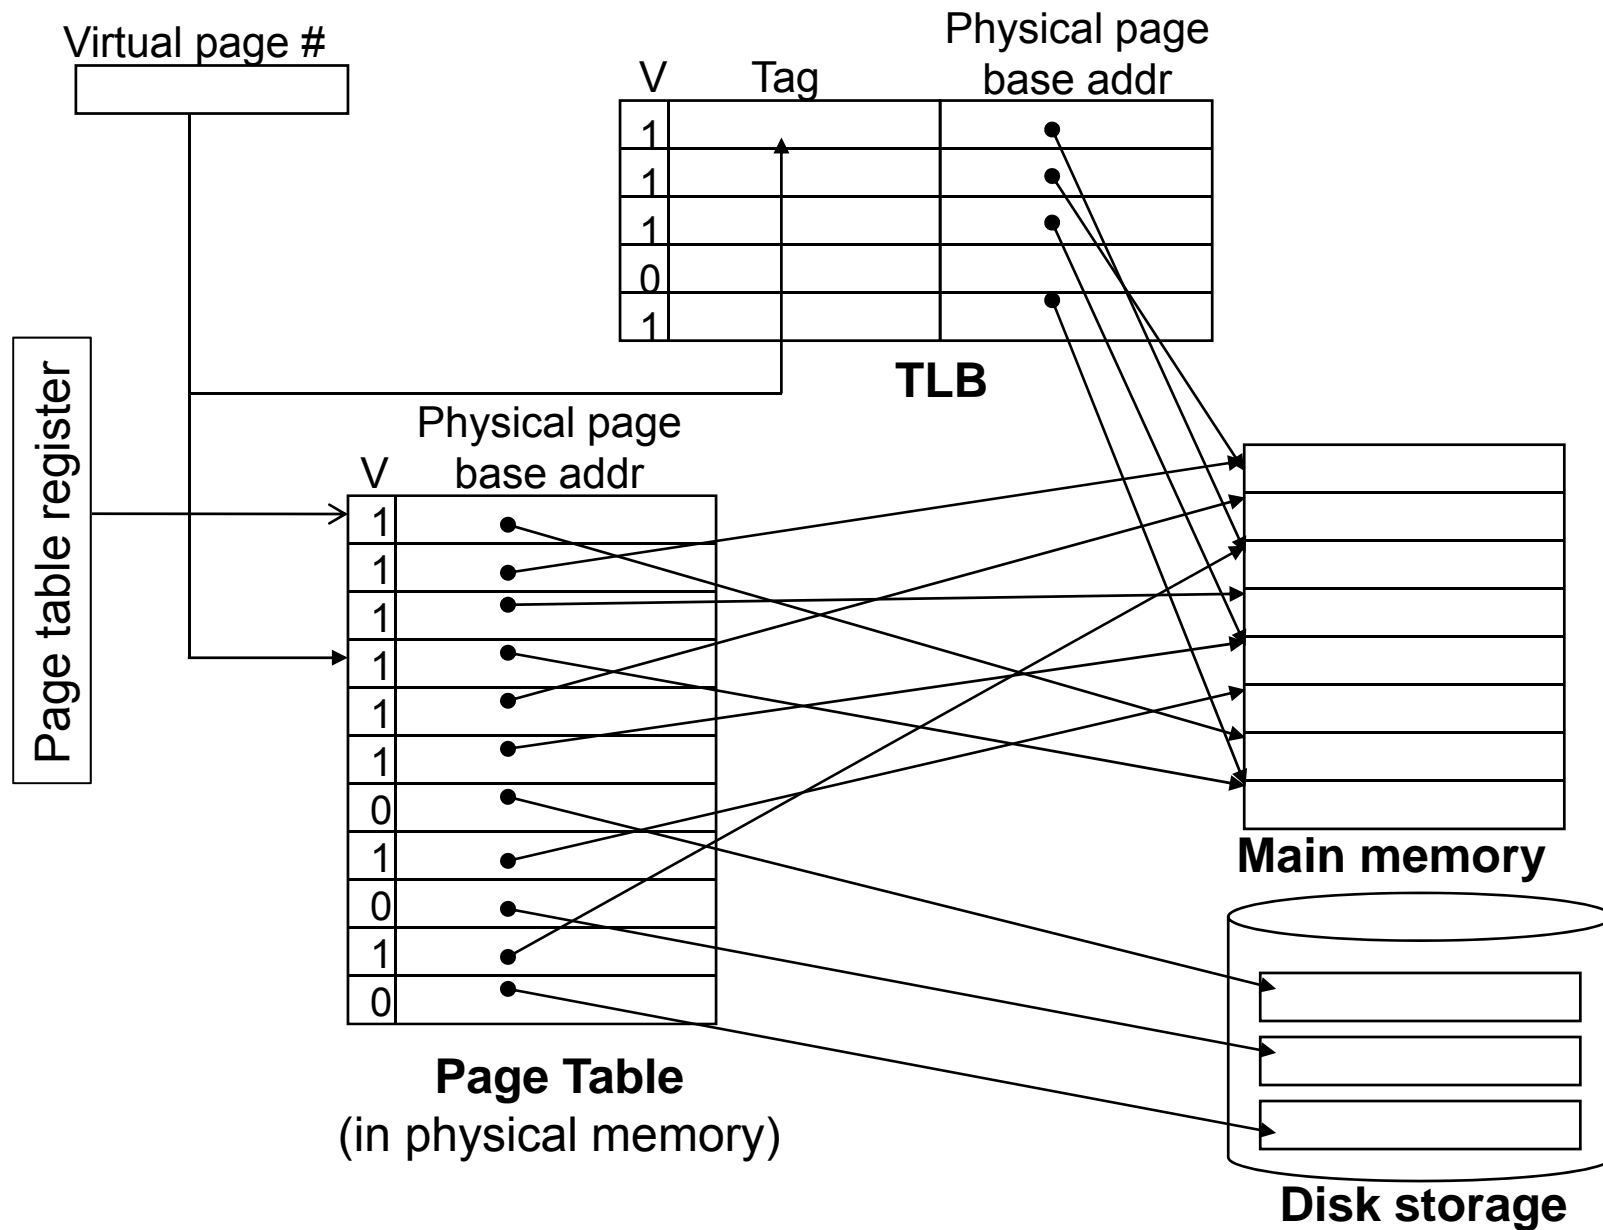 Virtual page #
Physical page
base addr
V Tag
1
1
1
0
1
TLB
Page table register
Physical page
base addr
V
1
1
1
1
1
1
0
1
0
1
0
Page Table
(in physical memory)
Main memory
Disk storage